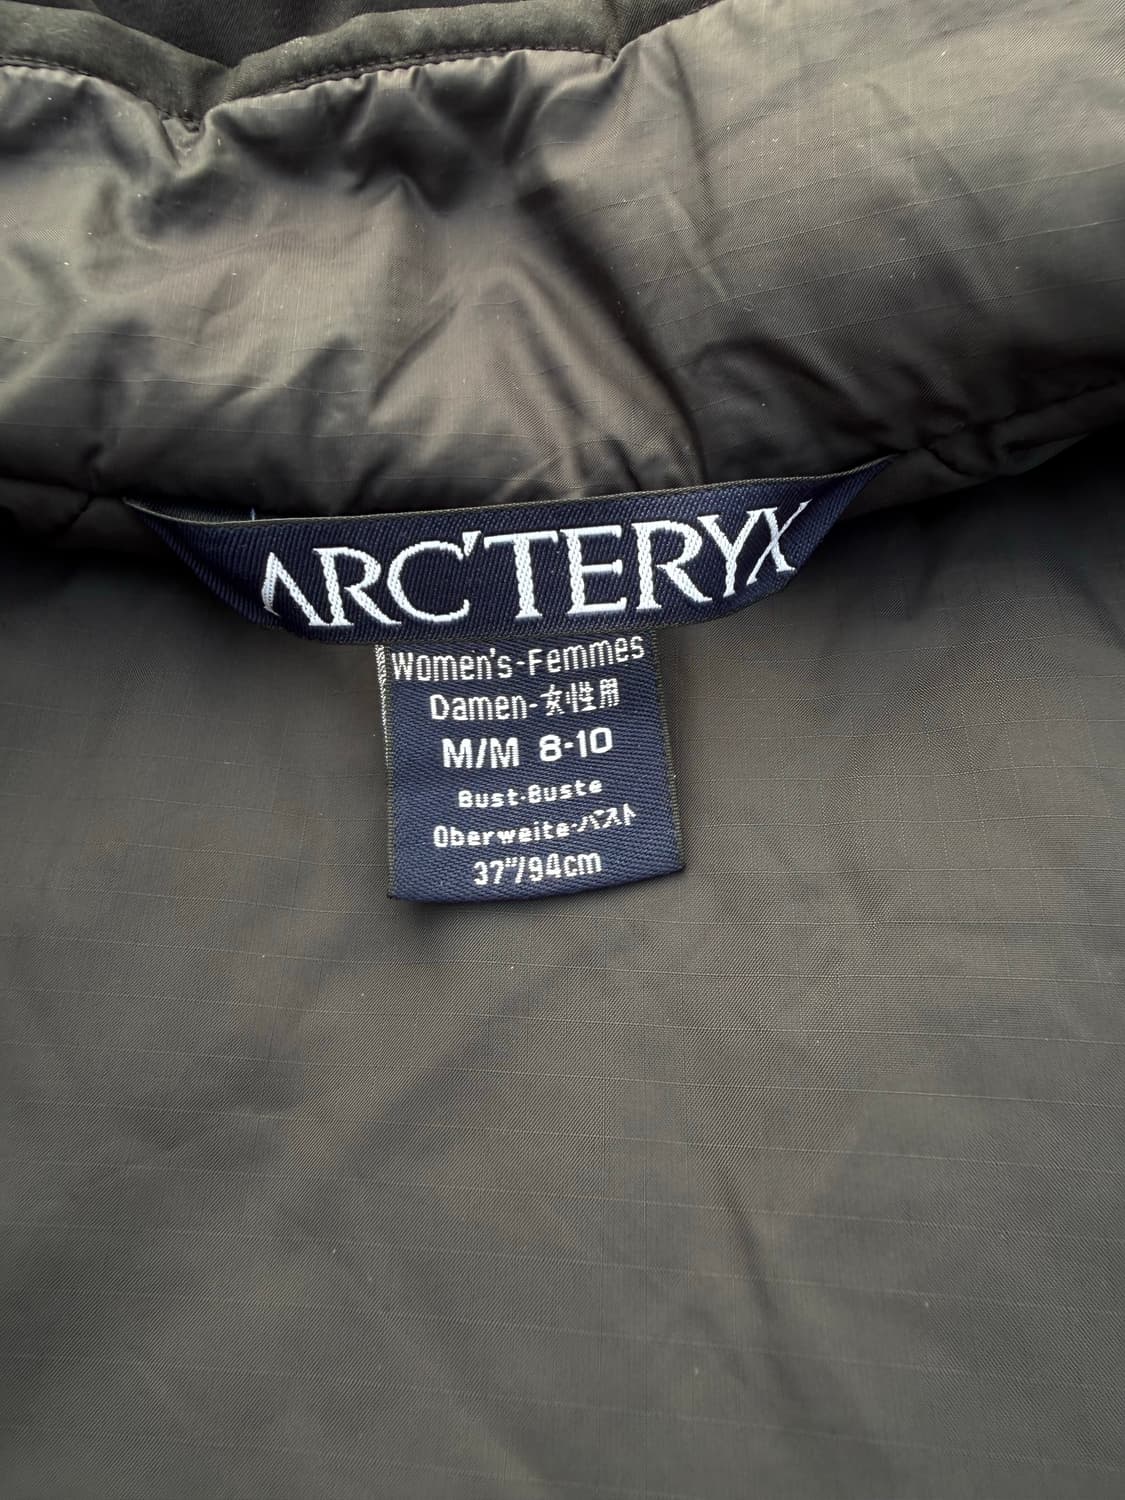 ARC'TERYX
Women's-Femmes
Damen-女性用
M/M 8-10
Bust-Buste
Oberweite-バスト
37"/94cm